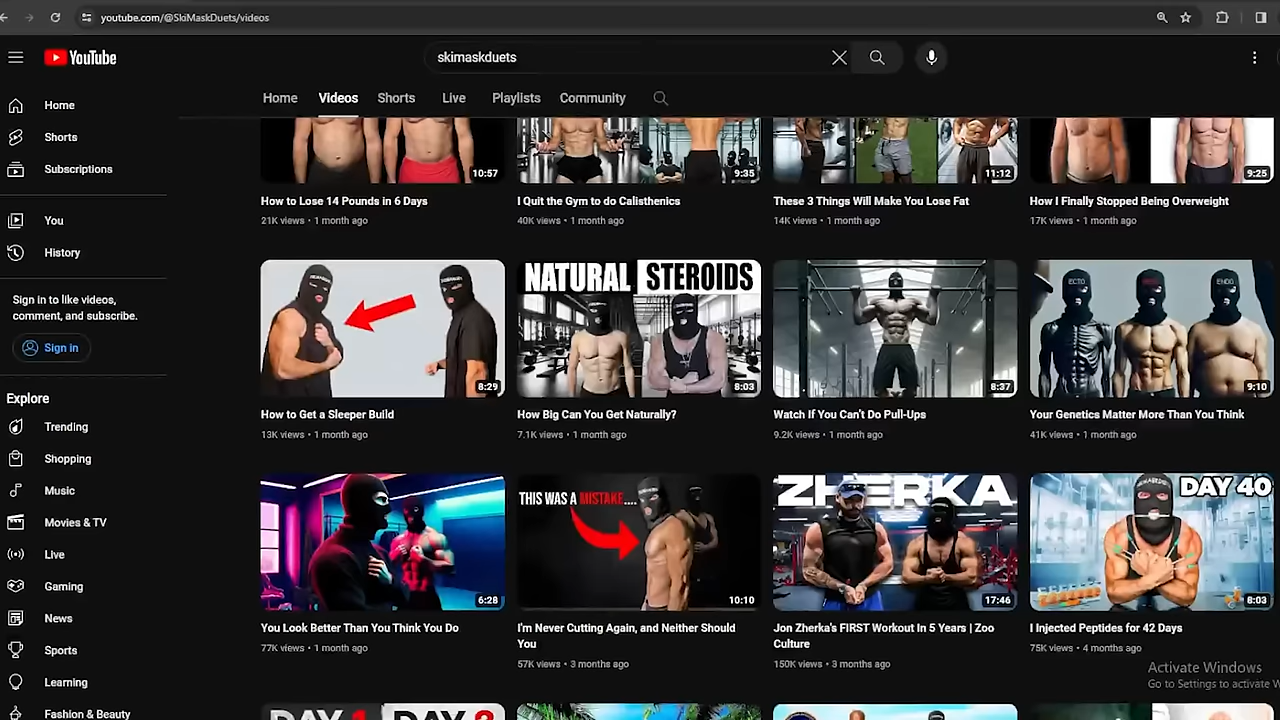 youtube.com/@SkiMaskDuets/videos
YouTube
skimaskduets
Home
Videos
Shorts
Live
Playlists
Community
Home
Shorts
Subscriptions
You
History
Sign in to like videos,
comment, and subscribe.
Sign in
Explore
Trending
Shopping
Music
Movies & TV
Live
Gaming
News
Sports
Learning
Fashion & Beauty
10:57
9:35
11:12
9:25
How to Lose 14 Pounds in 6 Days
21K views • 1 month ago
I Quit the Gym to do Calisthenics
40K views • 1 month ago
These 3 Things Will Make You Lose Fat
14K views • 1 month ago
How I Finally Stopped Being Overweight
17K views • 1 month ago
8:29
NATURAL STEROIDS
8:03
8:37
ECTO
ENDO
9:10
How to Get a Sleeper Build
13K views • 1 month ago
How Big Can You Get Naturally?
7.1K views • 1 month ago
Watch If You Can't Do Pull-Ups
9.2K views • 1 month ago
Your Genetics Matter More Than You Think
41K views • 1 month ago
6:28
THIS WAS A MISTAKE....
10:10
ZHERKA
17:46
DAY 40
8:03
You Look Better Than You Think You Do
77K views • 1 month ago
I'm Never Cutting Again, and Neither Should
You
57K views • 3 months ago
Jon Zherka's FIRST Workout In 5 Years | Zoo
Culture
150K views • 3 months ago
I Injected Peptides for 42 Days
75K views • 4 months ago
Activate Windows
Go to Settings to activate W
DAY 1 DAY